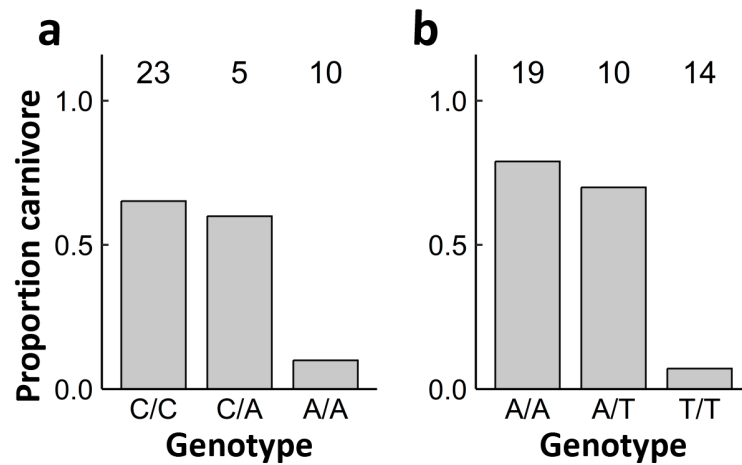 a
23 5 10
Proportion carnivore
1.0
0.5
0.0
C/C C/A A/A
Genotype
b
19 10 14
1.0
0.5
0.0
A/A A/T T/T
Genotype